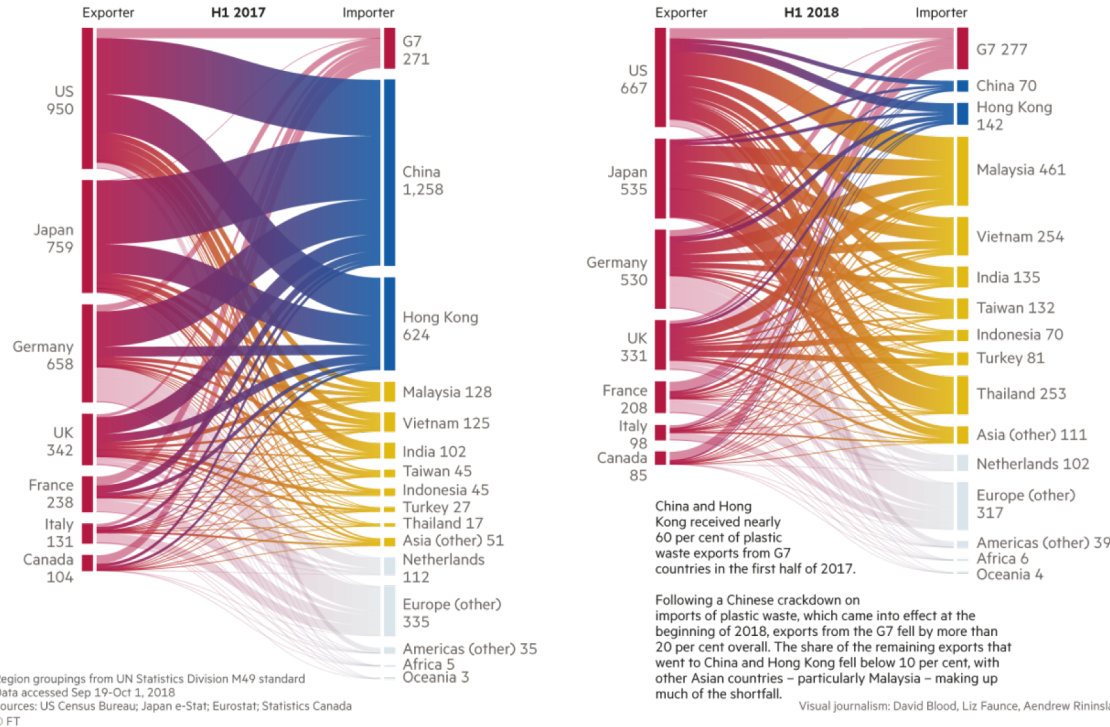 Exporter H1 2017 Importer
US
950
Japan
759
Germany
658
UK
342
France
238
Italy
131
Canada
104
G7
271
China
1,258
Hong Kong
624
Malaysia 128
Vietnam 125
India 102
Taiwan 45
Indonesia 45
Turkey 27
Thailand 17
Asia (other) 51
Netherlands
112
Europe (other)
335
Americas (other) 35
Africa 5
Oceania 3
Exporter H1 2018 Importer
US
667
Japan
535
Germany
530
UK
331
France
208
Italy
98
Canada
85
G7 277
China 70
Hong Kong
142
Malaysia 461
Vietnam 254
India 135
Taiwan 132
Indonesia 70
Turkey 81
Thailand 253
Asia (other) 111
Netherlands 102
Europe (other)
317
Americas (other) 39
Africa 6
Oceania 4
China and Hong
Kong received nearly
60 per cent of plastic
waste exports from G7
countries in the first half of 2017.
Following a Chinese crackdown on
imports of plastic waste, which came into effect at the
beginning of 2018, exports from the G7 fell by more than
20 per cent overall. The share of the remaining exports that
went to China and Hong Kong fell below 10 per cent, with
other Asian countries – particularly Malaysia – making up
much of the shortfall.
egion groupings from UN Statistics Division M49 standard
ata accessed Sep 19-Oct 1, 2018
ources: US Census Bureau; Japan e-Stat; Eurostat; Statistics Canada
© FT
Visual journalism: David Blood, Liz Faunce, Aendrew Rininsla